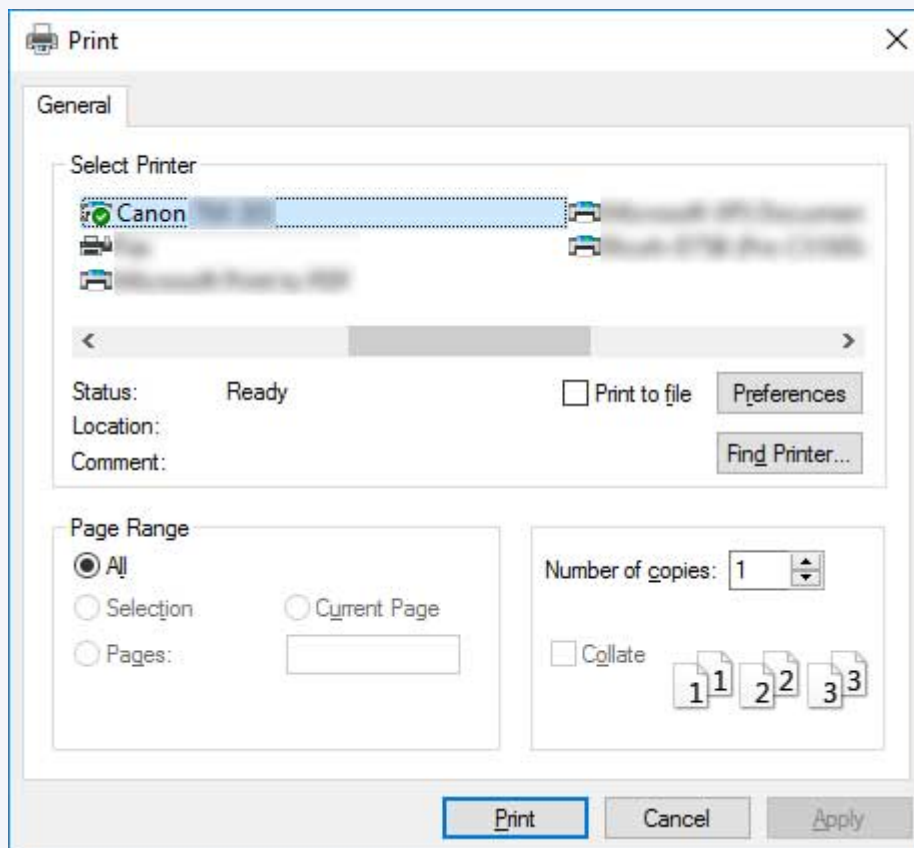 Print
General
Select Printer
Canon
Status: Ready
Print to file
Preferences
Location:
Comment:
Find Printer...
Page Range
All
Selection
Current Page
Pages:
Number of copies: 1
Collate
1 1 2 2 3 3
Print
Cancel
Apply